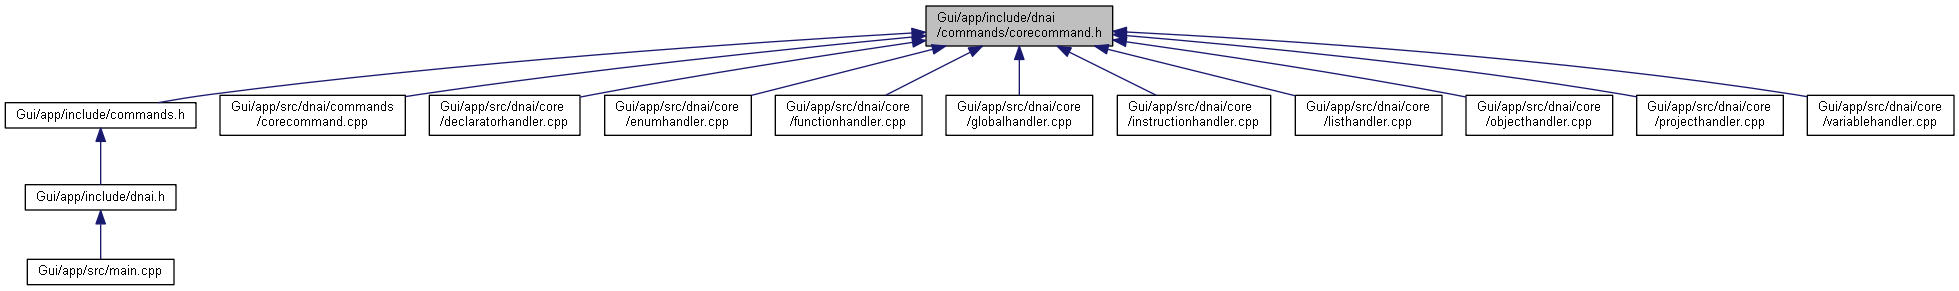 Gui/app/include/dnai
/commands/corecommand.h
Gui/app/include/commands.h
Gui/app/src/dnai/commands
/corecommand.cpp
Gui/app/src/dnai/core
/declaratorhandler.cpp
Gui/app/src/dnai/core
/enumhandler.cpp
Gui/app/src/dnai/core
/functionhandler.cpp
Gui/app/src/dnai/core
/globalhandler.cpp
Gui/app/src/dnai/core
/instructionhandler.cpp
Gui/app/src/dnai/core
/listhandler.cpp
Gui/app/src/dnai/core
/objecthandler.cpp
Gui/app/src/dnai/core
/projecthandler.cpp
Gui/app/src/dnai/core
/variablehandler.cpp
Gui/app/include/dnai.h
Gui/app/src/main.cpp